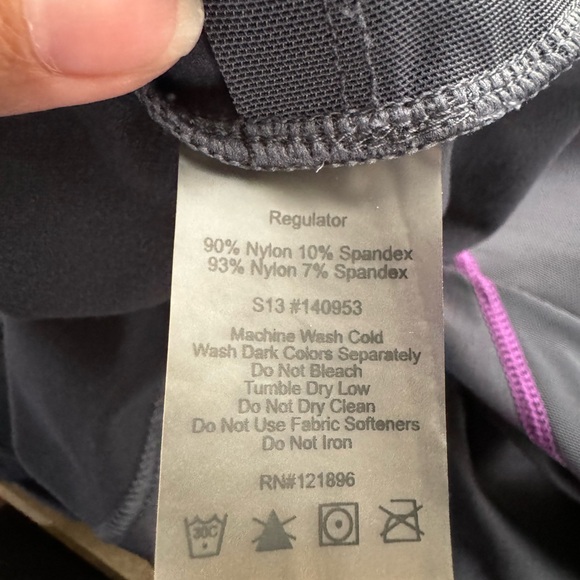 Regulator
90% Nylon 10% Spandex
93% Nylon 7% Spandex
S13 #140953
Machine Wash Cold
Wash Dark Colors Separately
Do Not Bleach
Tumble Dry Low
Do Not Dry Clean
Do Not Use Fabric Softeners
Do Not Iron
RN#121896
30C